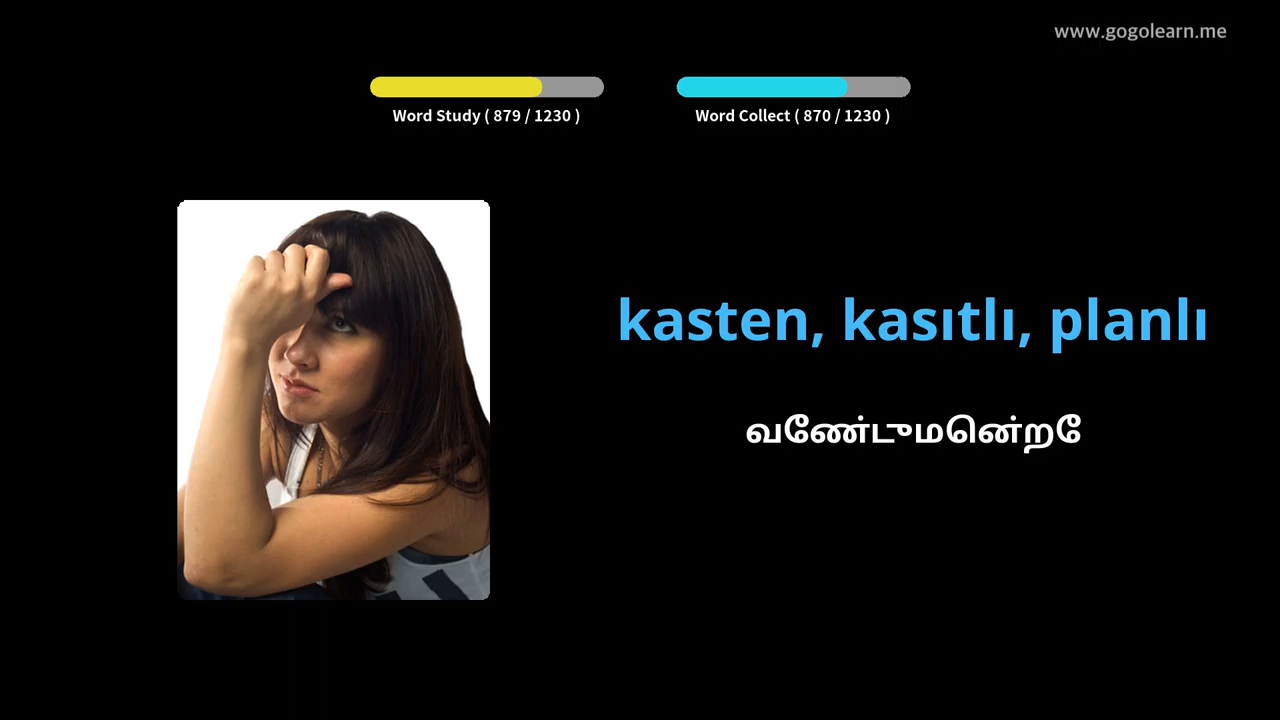 www.gogolearn.me
Word Study ( 879 / 1230 )
Word Collect ( 870 / 1230 )
kasten, kasıtlı, planlı
வேண்டுமென்றே